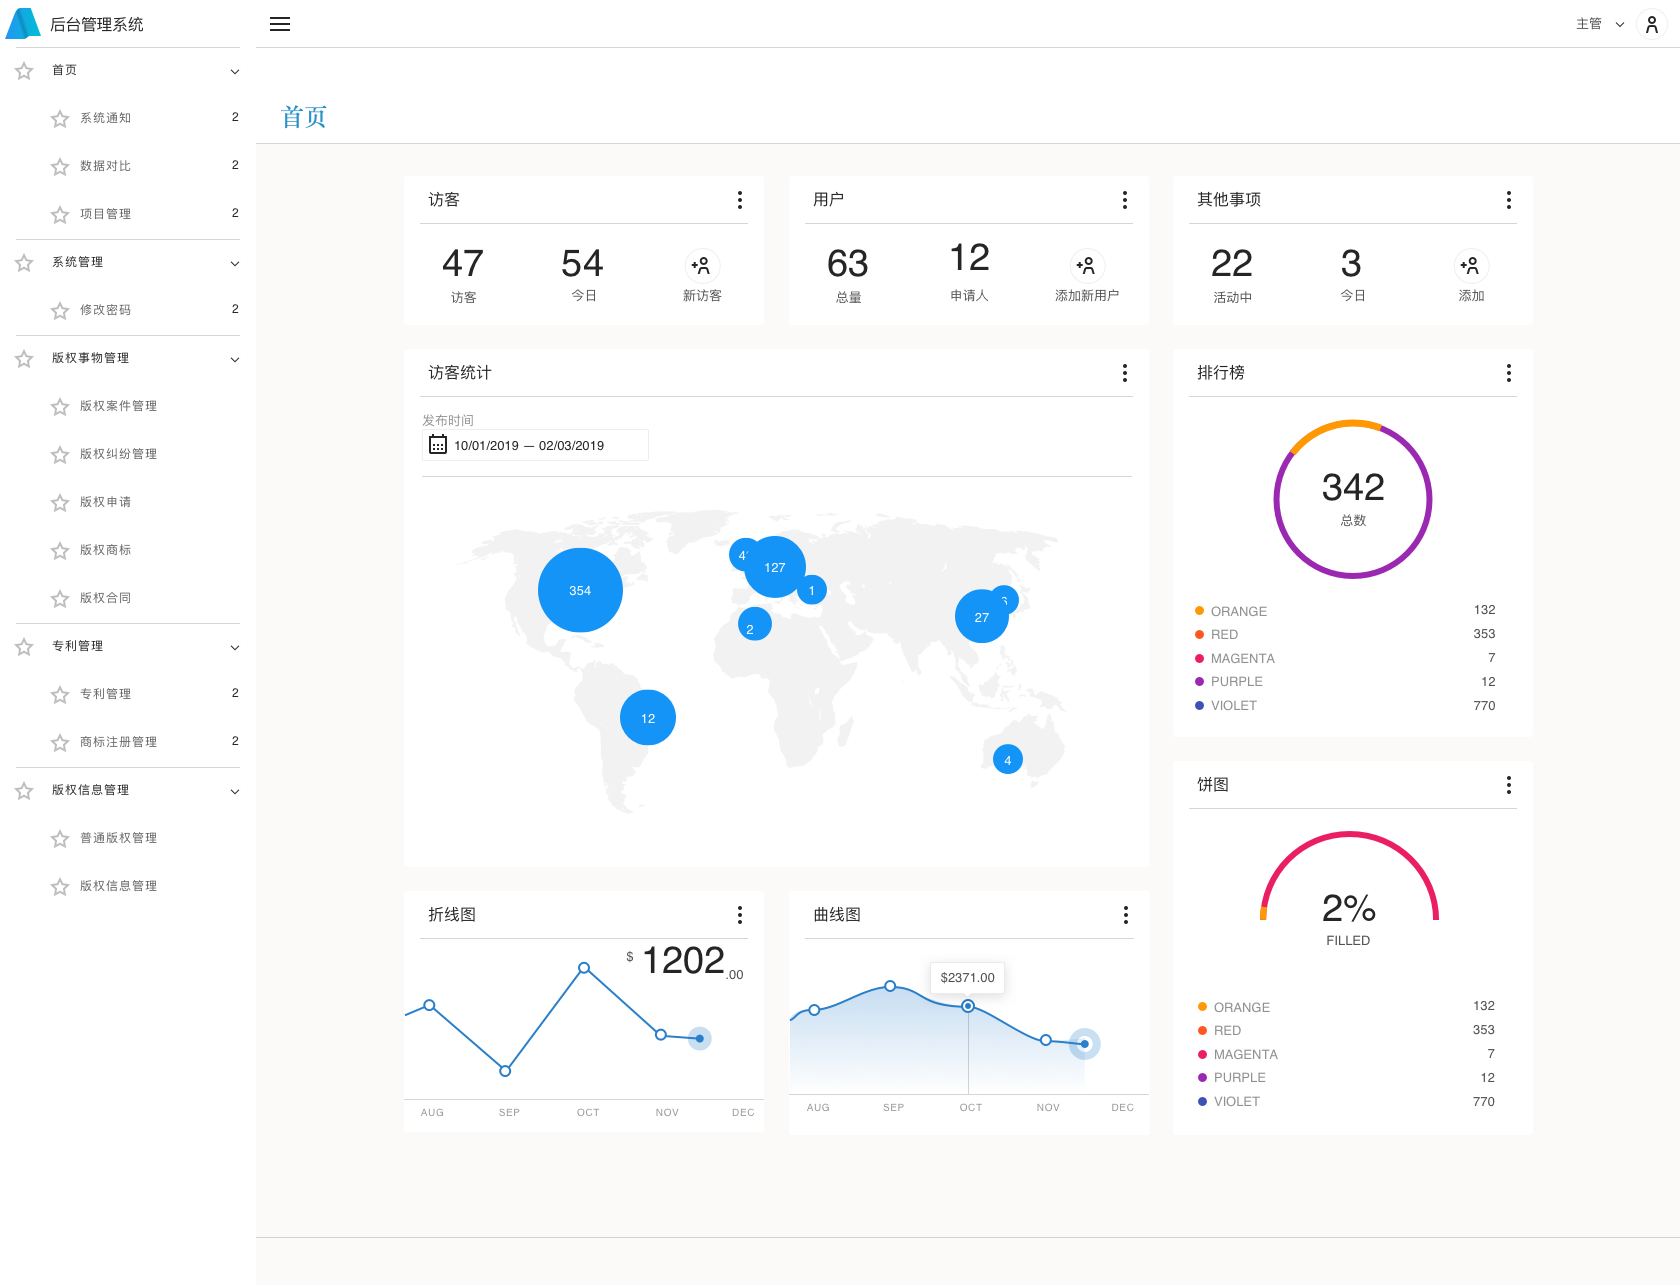 后台管理系统
主管
首页
系统通知 2
数据对比 2
项目管理 2
系统管理
修改密码 2
版权事物管理
版权案件管理
版权纠纷管理
版权申请
版权商标
版权合同
专利管理
专利管理 2
商标注册管理 2
版权信息管理
普通版权管理
版权信息管理
首页
访客
47 54
访客 今日 新访客
用户
63 12
总量 申请人 添加新用户
其他事项
22 3
活动中 今日 添加
访客统计
发布时间
10/01/2019 — 02/03/2019
354
127
1
2
27
12
4
排行榜
342
总数
ORANGE 132
RED 353
MAGENTA 7
PURPLE 12
VIOLET 770
饼图
2%
FILLED
ORANGE 132
RED 353
MAGENTA 7
PURPLE 12
VIOLET 770
折线图
$ 1202.00
AUG SEP OCT NOV DEC
曲线图
$2371.00
AUG SEP OCT NOV DEC